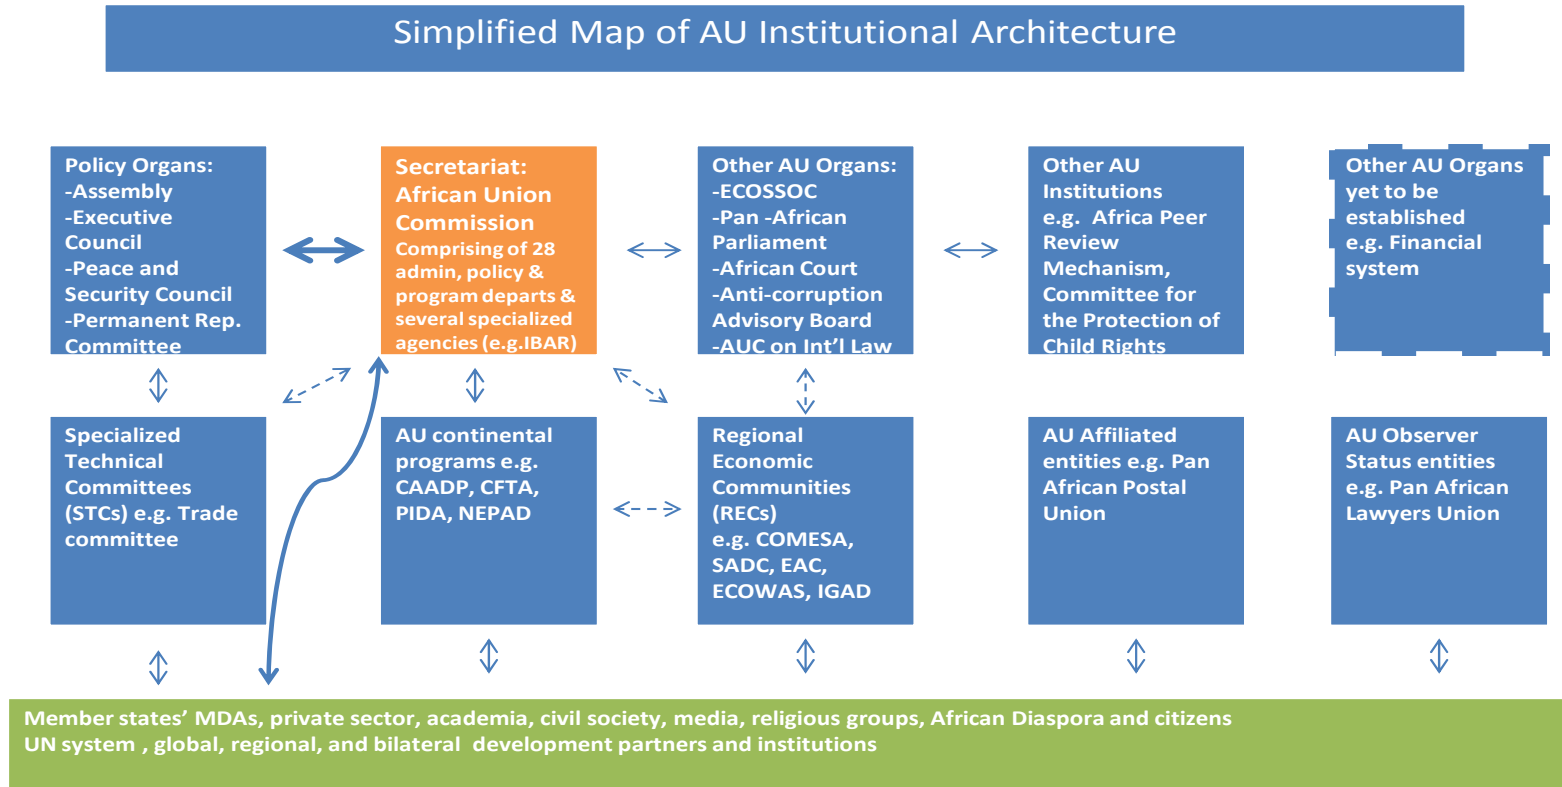 Simplified Map of AU Institutional Architecture
Policy Organs:
-Assembly
-Executive
Council
-Peace and
Security Council
-Permanent Rep.
Committee
Secretariat:
African Union
Commission
Comprising of 28
admin, policy &
program departs &
several specialized
agencies (e.g.IBAR)
Other AU Organs:
-ECOSSOC
-Pan -African
Parliament
-African Court
-Anti-corruption
Advisory Board
-AUC on Int’l Law
Other AU
Institutions
e.g. Africa Peer
Review
Mechanism,
Committee for
the Protection of
Child Rights
Other AU Organs
yet to be
established
e.g. Financial
system
Specialized
Technical
Committees
(STCs) e.g. Trade
committee
AU continental
programs e.g.
CAADP, CFTA,
PIDA, NEPAD
Regional
Economic
Communities
(RECs)
e.g. COMESA,
SADC, EAC,
ECOWAS, IGAD
AU Affiliated
entities e.g. Pan
African Postal
Union
AU Observer
Status entities
e.g. Pan African
Lawyers Union
Member states’ MDAs, private sector, academia, civil society, media, religious groups, African Diaspora and citizens
UN system , global, regional, and bilateral development partners and institutions